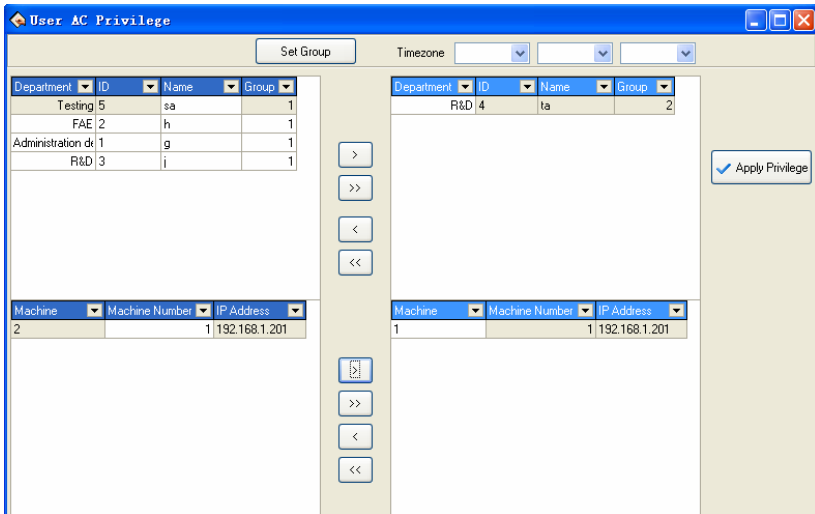 User AC Privilege
Set Group Timezone
Department ID Name Group
Testing 5 sa 1
FAE 2 h 1
Administration de 1 g 1
R&D 3 j 1
>
>>
<
<<
Department ID Name Group
R&D 4 ta 2
Apply Privilege
Machine Machine Number IP Address
2 1 192.168.1.201
>
>>
<
<<
Machine Machine Number IP Address
1 1 192.168.1.201